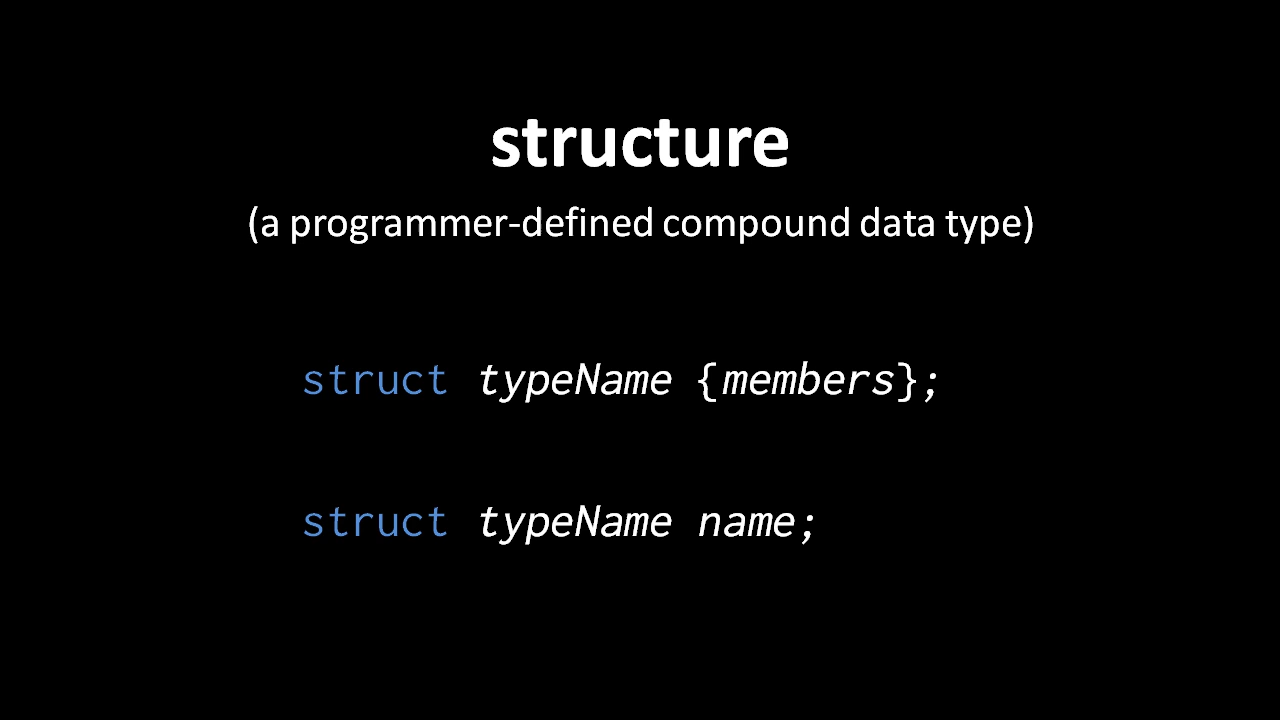 structure
(a programmer-defined compound data type)
struct typeName {members};
struct typeName name;